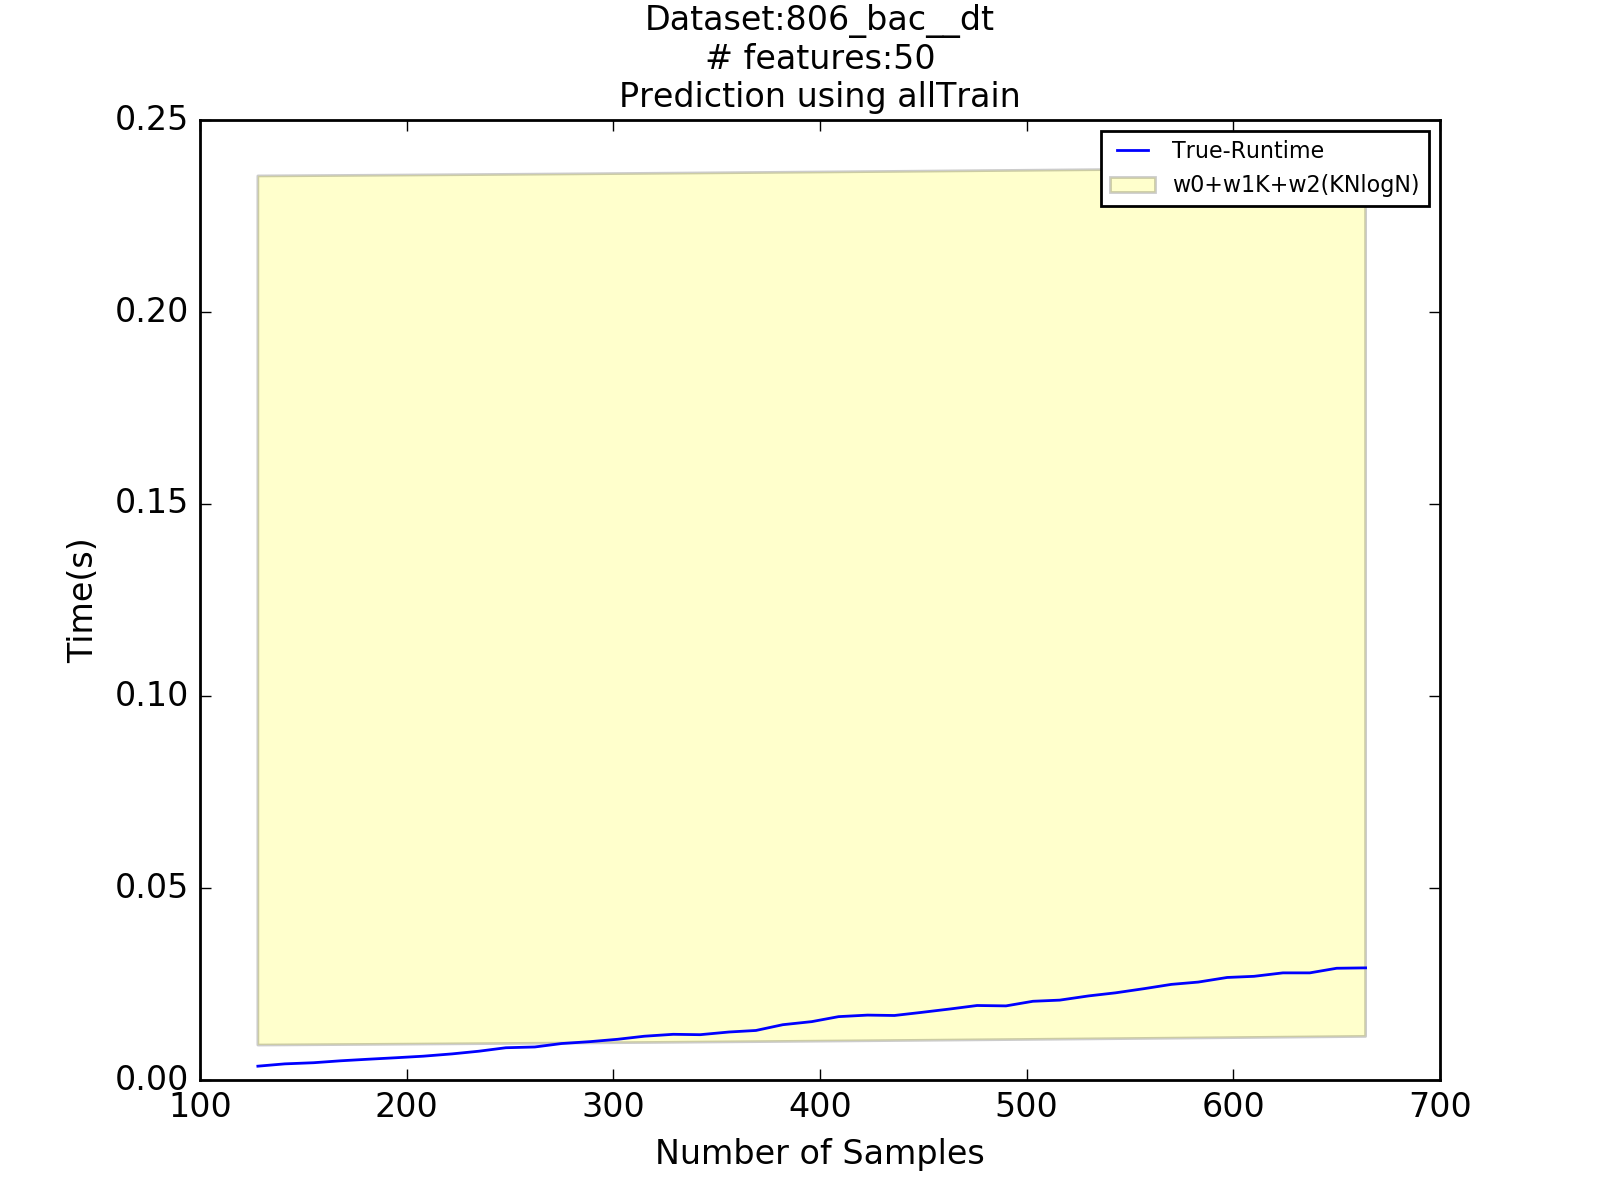 Dataset:806_bac__dt
# features:50
Prediction using allTrain
True-Runtime
w0+w1K+w2(KNlogN)
0.25
0.20
0.15
0.10
0.05
0.00
Time(s)
100 200 300 400 500 600 700
Number of Samples